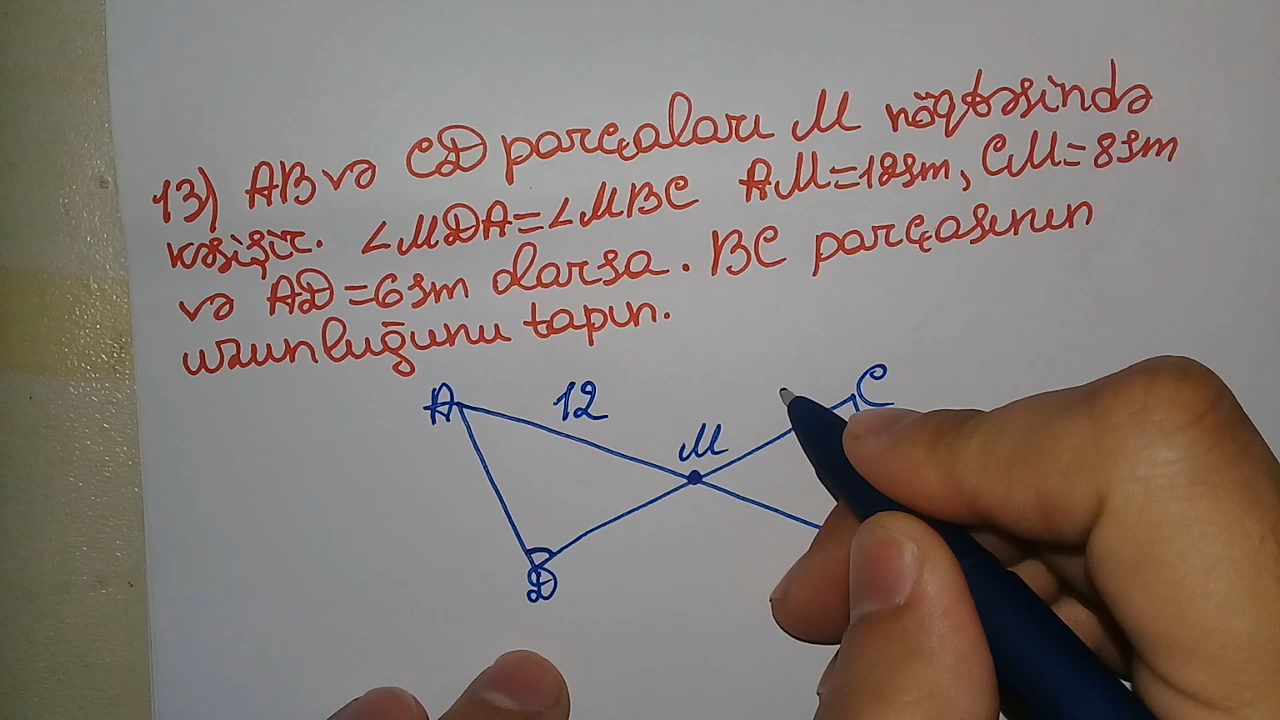 13) AB və CD parçaları M nöqtəsində
kəsişir. ∠MDA=∠MBC AM=12sm, CM=8sm
və AD=6sm olarsa. BC parçasının
uzunluğunu tapın.
A 12 M C
D